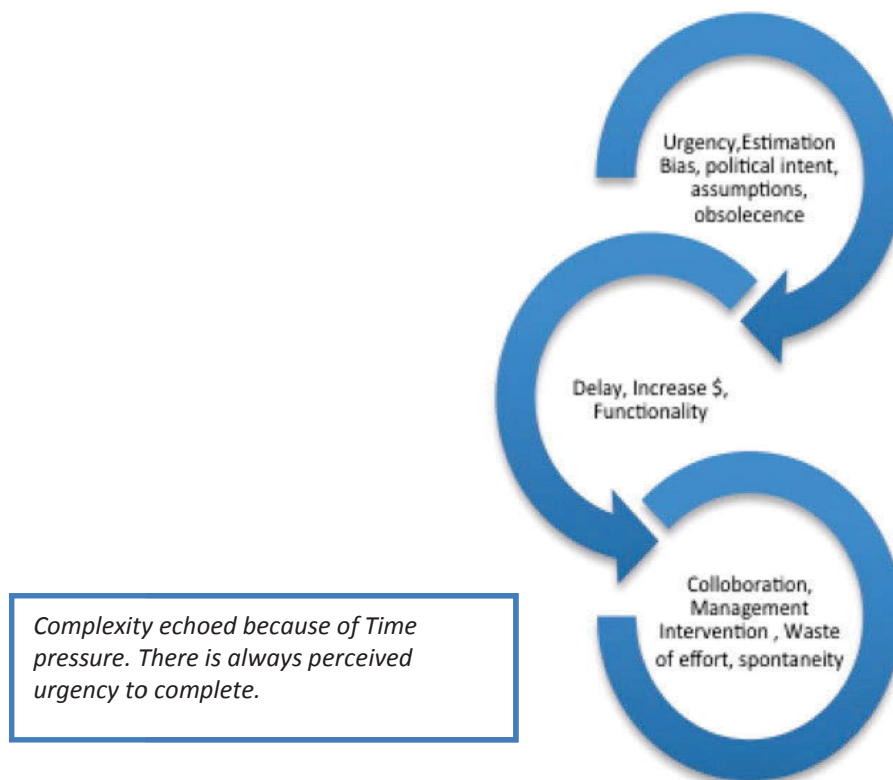 Urgency,Estimation
Bias, political intent,
assumptions,
obsolecence
Delay, Increase $,
Functionality
Colloboration,
Management
Intervention , Waste
of effort, spontaneity
Complexity echoed because of Time
pressure. There is always perceived
urgency to complete.